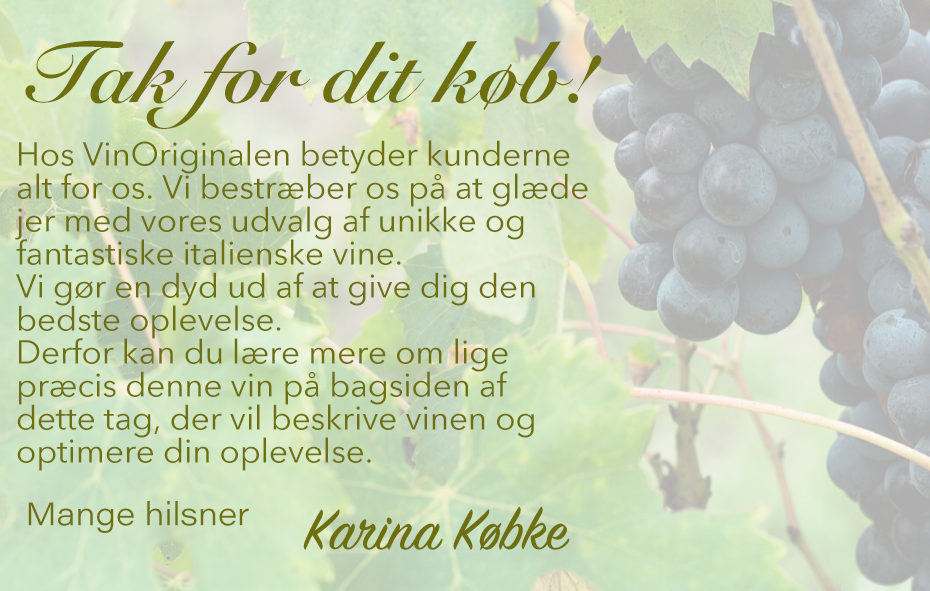 Tak for dit køb!
Hos VinOriginalen betyder kunderne
alt for os. Vi bestræber os på at glæde
jer med vores udvalg af unikke og
fantastiske italienske vine.
Vi gør en dyd ud af at give dig den
bedste oplevelse.
Derfor kan du lære mere om lige
præcis denne vin på bagsiden af
dette tag, der vil beskrive vinen og
optimere din oplevelse.
Mange hilsner
Karina Købke